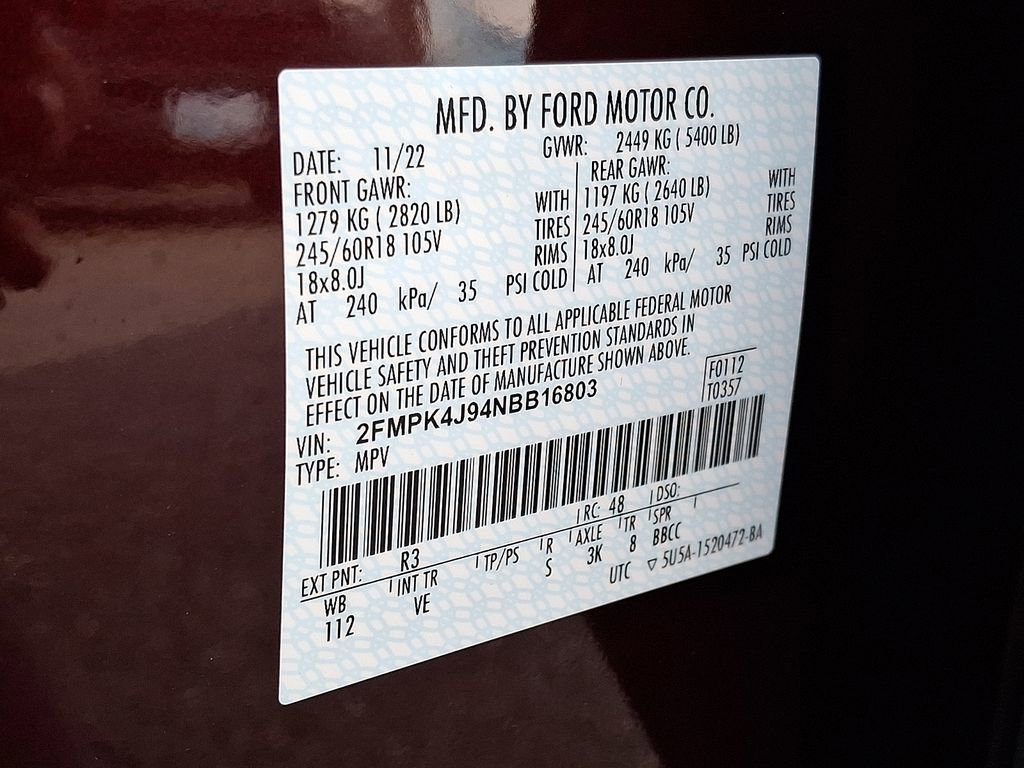 MFD. BY FORD MOTOR CO.
DATE: 11/22 GVWR: 2449 KG ( 5400 LB)
FRONT GAWR: REAR GAWR:
1279 KG ( 2820 LB) WITH 1197 KG ( 2640 LB) WITH
245/60R18 105V TIRES 245/60R18 105V TIRES
18x8.0J RIMS 18x8.0J RIMS
AT 240 kPa/ 35 PSI COLD AT 240 kPa/ 35 PSI COLD
THIS VEHICLE CONFORMS TO ALL APPLICABLE FEDERAL MOTOR
VEHICLE SAFETY AND THEFT PREVENTION STANDARDS IN
EFFECT ON THE DATE OF MANUFACTURE SHOWN ABOVE.
VIN: 2FMPK4J94NBB16803 F0112
TYPE: MPV T0357
EXT PNT: R3 RC: 48 DSO:
WB INT TR TP/PS R AXLE TR SPR
112 VE S 3K 8 BBCC
UTC ▽ 5U5A-1520472-BA